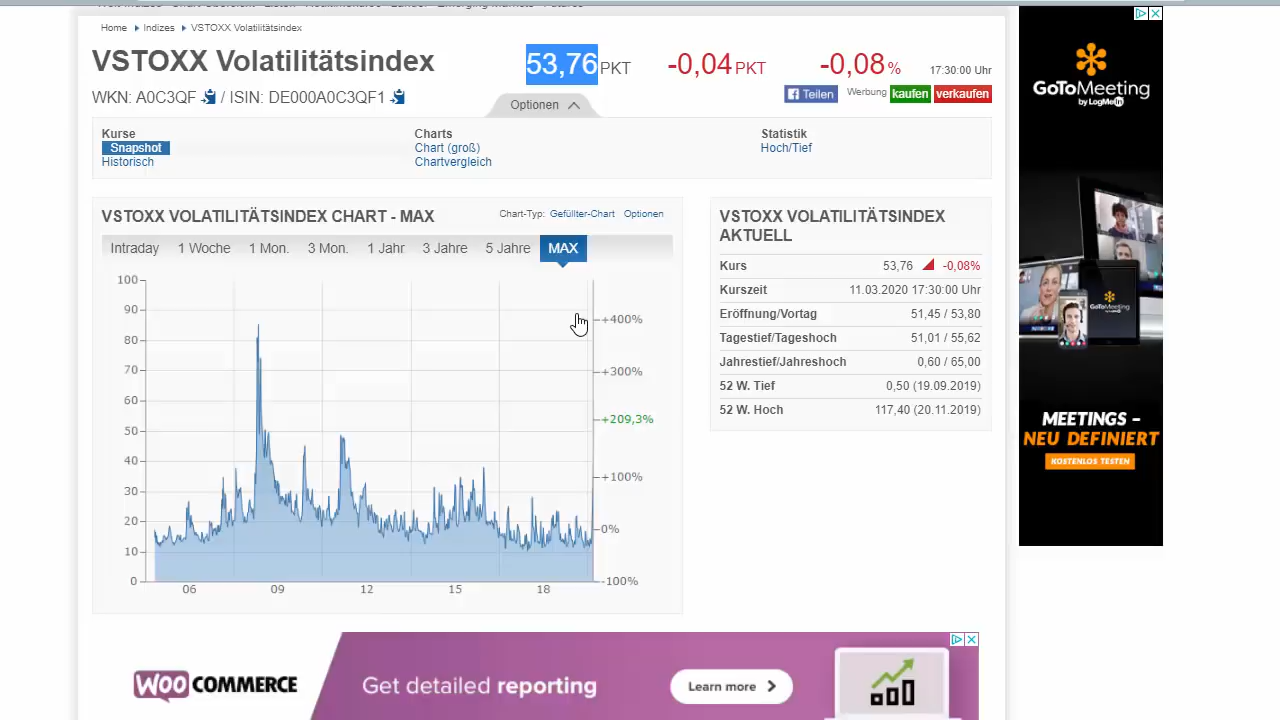 Home ▸ Indizes ▸ VSTOXX Volatilitätsindex
VSTOXX Volatilitätsindex
53,76 PKT -0,04 PKT -0,08 % 17:30:00 Uhr
WKN: A0C3QF / ISIN: DE000A0C3QF1
Teilen Werbung kaufen verkaufen
Optionen
Kurse Charts Statistik
Snapshot Chart (groß) Hoch/Tief
Historisch Chartvergleich
VSTOXX VOLATILITÄTSINDEX CHART - MAX
Chart-Typ: Gefüllter-Chart Optionen
Intraday 1 Woche 1 Mon. 3 Mon. 1 Jahr 3 Jahre 5 Jahre MAX
100
90
80
70
60
50
40
30
20
10
0
+400%
+300%
+209,3%
+100%
0%
-100%
06 09 12 15 18
VSTOXX VOLATILITÄTSINDEX
AKTUELL
Kurs 53,76 -0,08%
Kurszeit 11.03.2020 17:30:00 Uhr
Eröffnung/Vortag 51,45 / 53,80
Tagestief/Tageshoch 51,01 / 55,62
Jahrestief/Jahreshoch 0,60 / 65,00
52 W. Tief 0,50 (19.09.2019)
52 W. Hoch 117,40 (20.11.2019)
GoToMeeting
by LogMeIn
GoToMeeting
MEETINGS –
NEU DEFINIERT
KOSTENLOS TESTEN
WOO COMMERCE
Get detailed reporting
Learn more